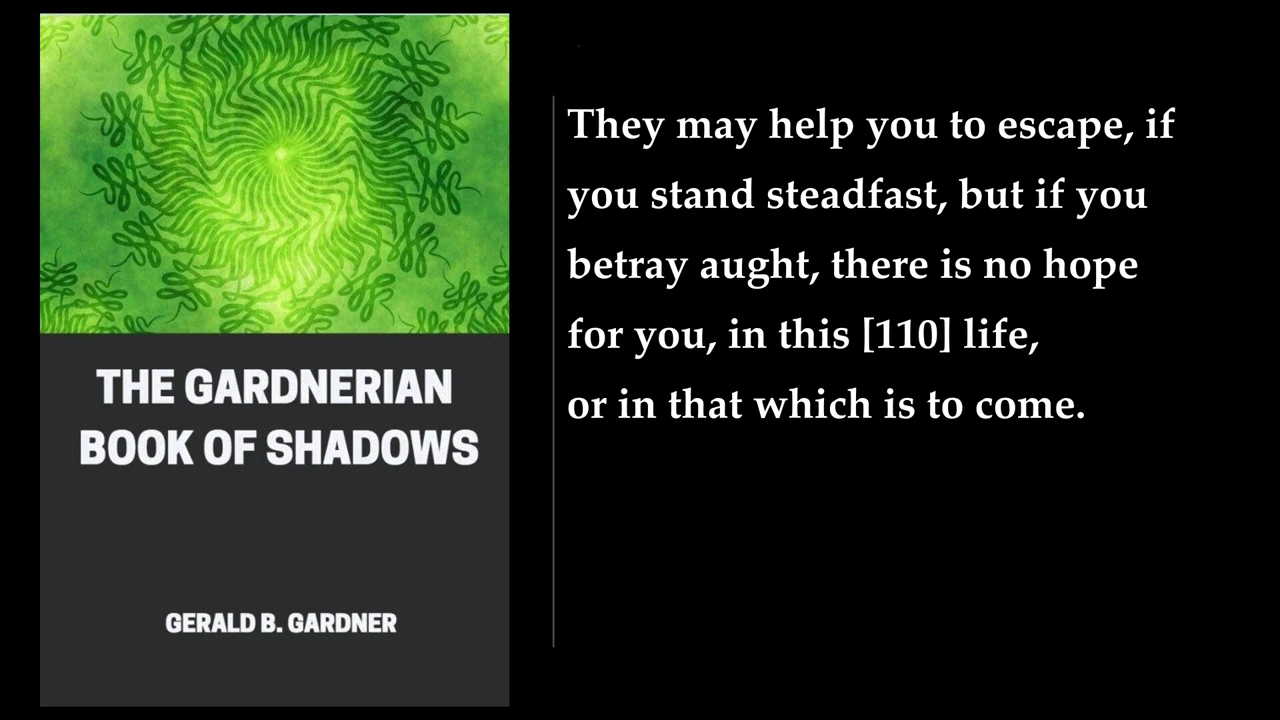 THE GARDNERIAN
BOOK OF SHADOWS
GERALD B. GARDNER
They may help you to escape, if
you stand steadfast, but if you
betray aught, there is no hope
for you, in this [110] life,
or in that which is to come.